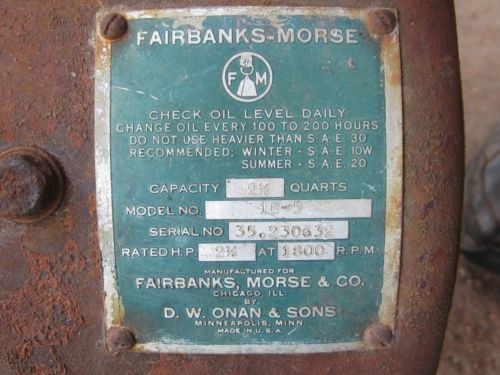 FAIRBANKS-MORSE
F M
CHECK OIL LEVEL DAILY
CHANGE OIL EVERY 100 TO 200 HOURS
DO NOT USE HEAVIER THAN S.A.E. 30
RECOMMENDED: WINTER - S.A.E. 10W
SUMMER - S.A.E. 20
CAPACITY 2½ QUARTS
MODEL NO. 1B-5
SERIAL NO 35.230632
RATED H.P. 2½ AT 1800 R.P.M.
MANUFACTURED FOR
FAIRBANKS, MORSE & CO.
CHICAGO, ILL.
BY
D. W. ONAN & SONS
MINNEAPOLIS, MINN.
MADE IN U.S.A.